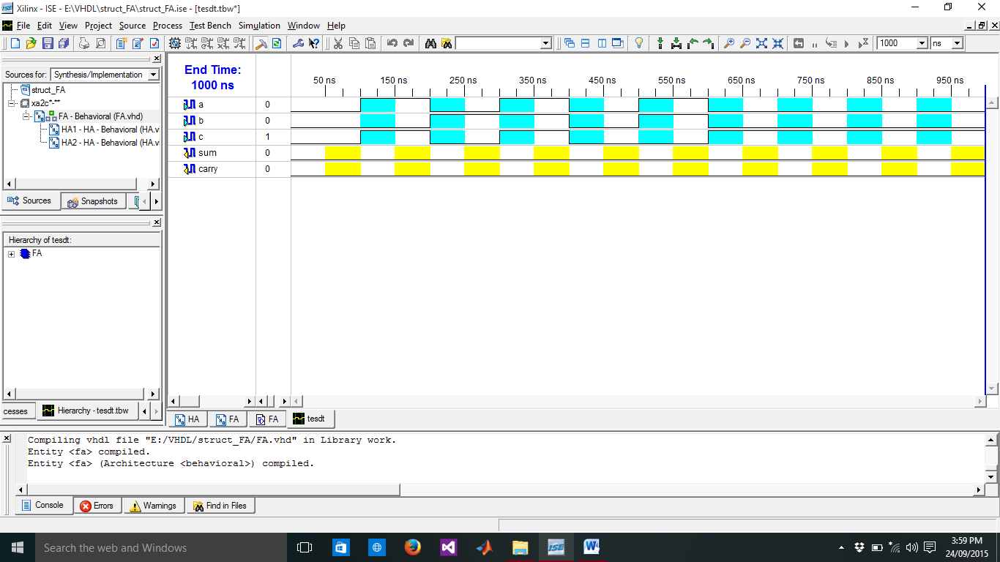 Xilinx - ISE - E:\VHDL\struct_FA\struct_FA.ise - [tesdt.tbw*]
File Edit View Project Source Process Test Bench Simulation Window Help
1000 ns
Sources for: Synthesis/Implementation
struct_FA
xa2c*-**
FA - Behavioral (FA.vhd)
HA1 - HA - Behavioral (HA.v
HA2 - HA - Behavioral (HA.v
Sources Snapshots
Hierarchy of tesdt:
FA
cesses Hierarchy - tesdt.tbw
End Time:
1000 ns
50 ns 150 ns 250 ns 350 ns 450 ns 550 ns 650 ns 750 ns 850 ns 950 ns
a 0
b 0
c 1
sum 0
carry 0
HA FA FA tesdt
Compiling vhdl file "E:/VHDL/struct_FA/FA.vhd" in Library work.
Entity <fa> compiled.
Entity <fa> (Architecture <behavioral>) compiled.
Console Errors Warnings Find in Files
Search the web and Windows
ISE
3:59 PM
24/09/2015